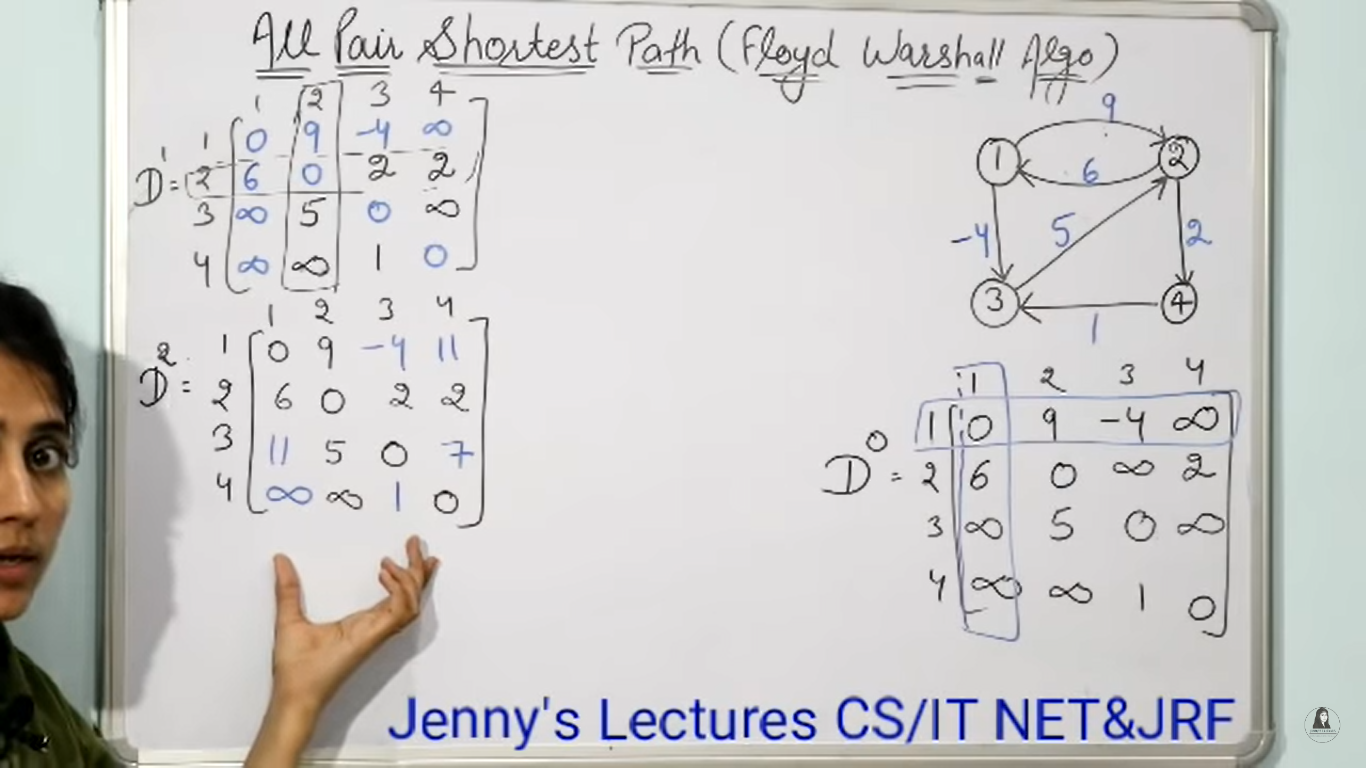 All Pair Shortest Path (Floyd Warshall Algo)
1 2 3 4
1 0 9 -4 ∞
D¹ = 2 6 0 2 2
3 ∞ 5 0 ∞
4 ∞ ∞ 1 0
1 2 3 4
1 0 9 -4 11
D² = 2 6 0 2 2
3 11 5 0 7
4 ∞ ∞ 1 0
9
1 2
6
-4 5 2
3 4
1
1 2 3 4
1 0 9 -4 ∞
D⁰ = 2 6 0 ∞ 2
3 ∞ 5 0 ∞
4 ∞ ∞ 1 0
Jenny's Lectures CS/IT NET&JRF